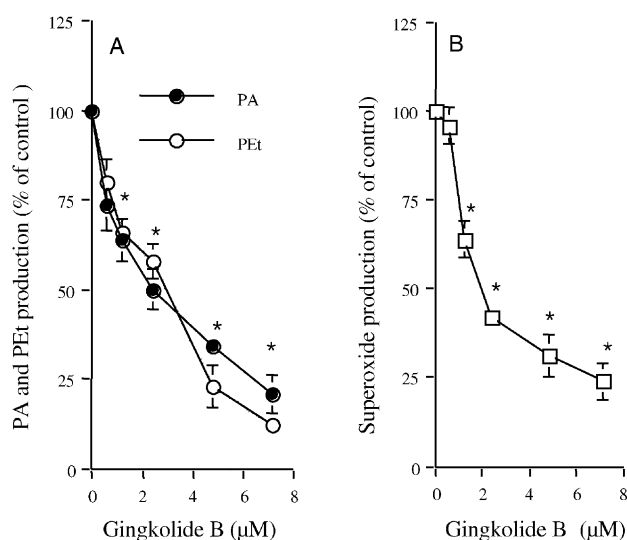 A
PA
PEt
PA and PEt production (% of control)
125
100
75
50
25
0
* * * *
0 2 4 6 8
Gingkolide B (μM)
B
Superoxide production (% of control)
125
100
75
50
25
0
* * * *
0 2 4 6 8
Gingkolide B (μM)